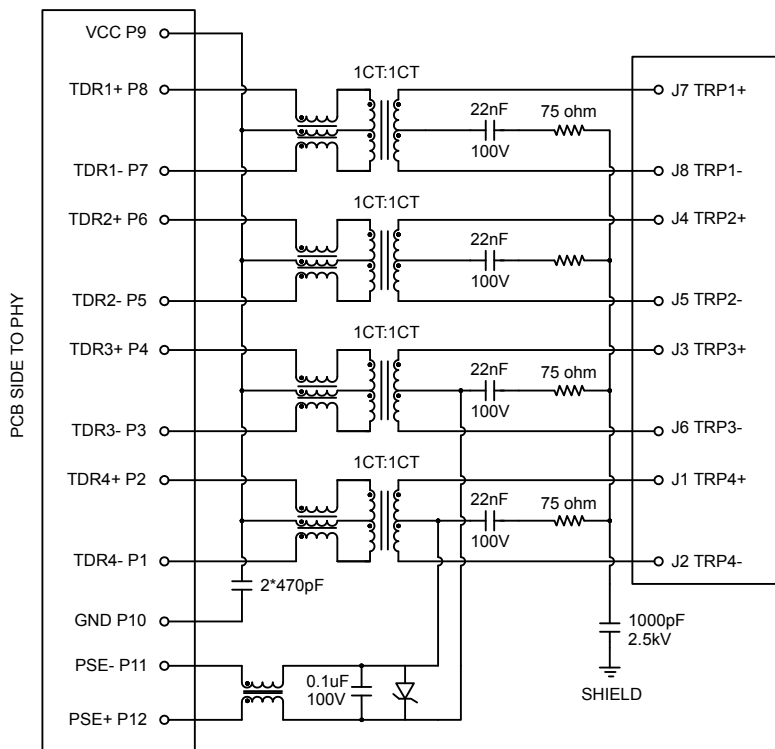 VCC P9
1CT:1CT
TDR1+ P8
22nF
75 ohm
J7 TRP1+
100V
TDR1- P7
J8 TRP1-
1CT:1CT
TDR2+ P6
22nF
J4 TRP2+
100V
TDR2- P5
J5 TRP2-
1CT:1CT
TDR3+ P4
22nF
75 ohm
J3 TRP3+
100V
TDR3- P3
J6 TRP3-
1CT:1CT
TDR4+ P2
22nF
75 ohm
J1 TRP4+
100V
TDR4- P1
J2 TRP4-
2*470pF
GND P10
1000pF
2.5kV
PSE- P11
0.1uF
100V
SHIELD
PSE+ P12
PCB SIDE TO PHY